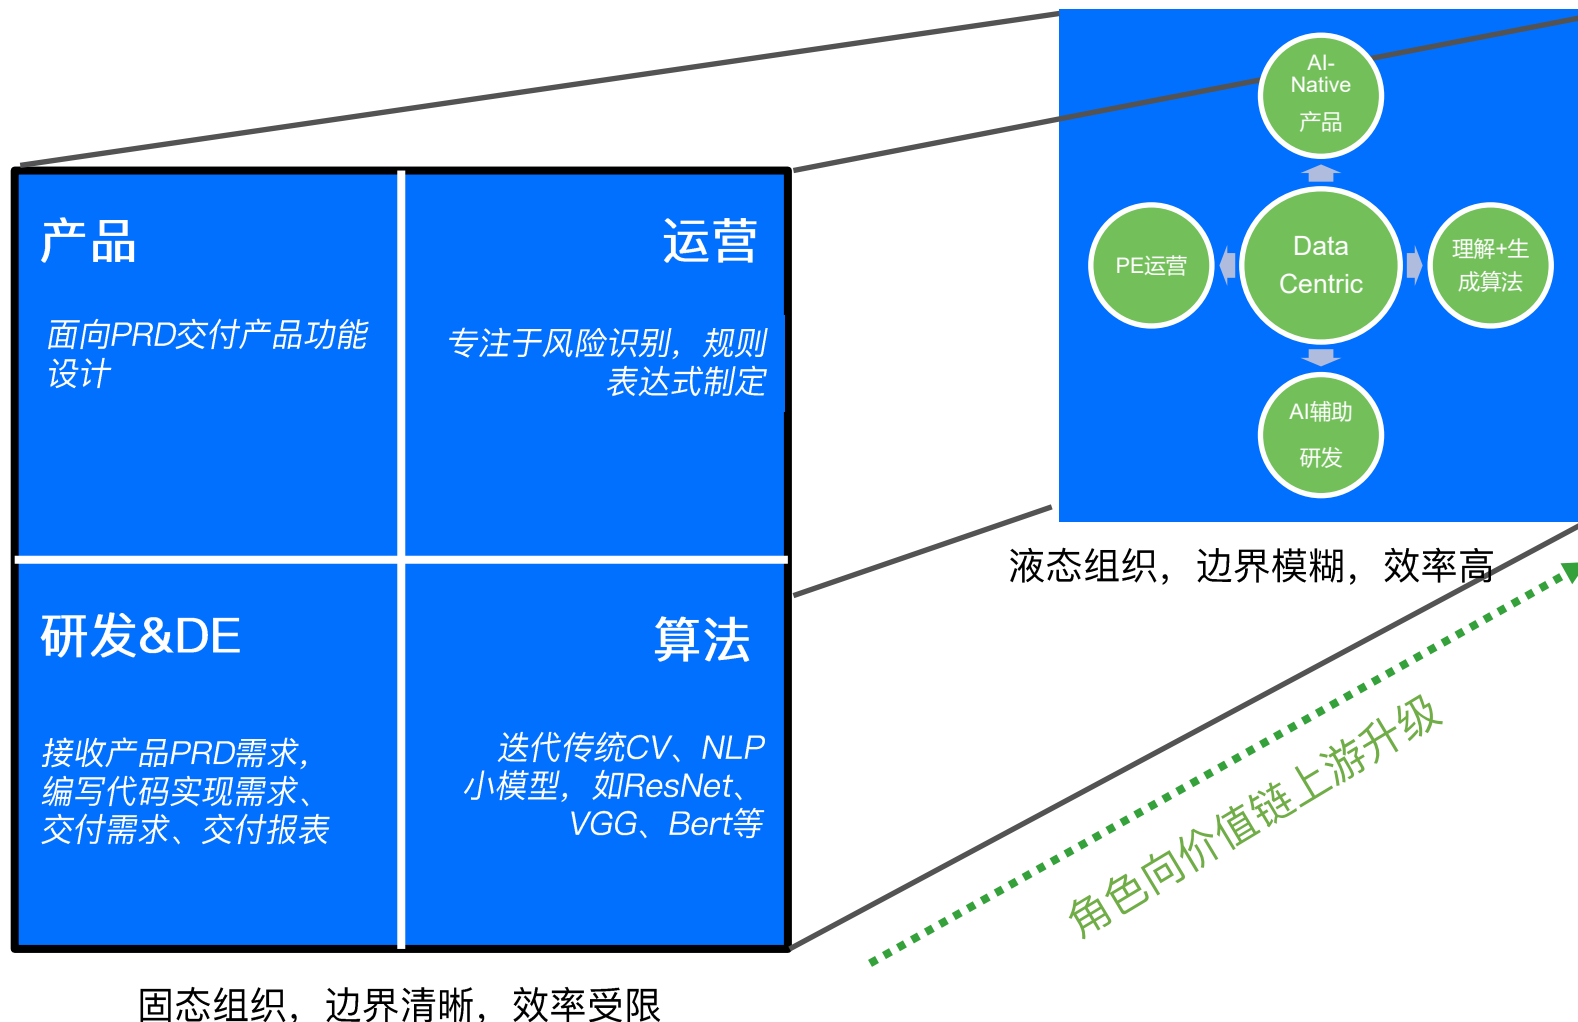 AI-
Native
产品
PE运营
Data
Centric
理解+生
成算法
AI辅助
研发
液态组织，边界模糊，效率高
产品
面向PRD交付产品功能
设计
运营
专注于风险识别，规则
表达式制定
研发&DE
接收产品PRD需求，
编写代码实现需求、
交付需求、交付报表
算法
迭代传统CV、NLP
小模型，如ResNet、
VGG、Bert等
角色向价值链上游升级
固态组织，边界清晰，效率受限